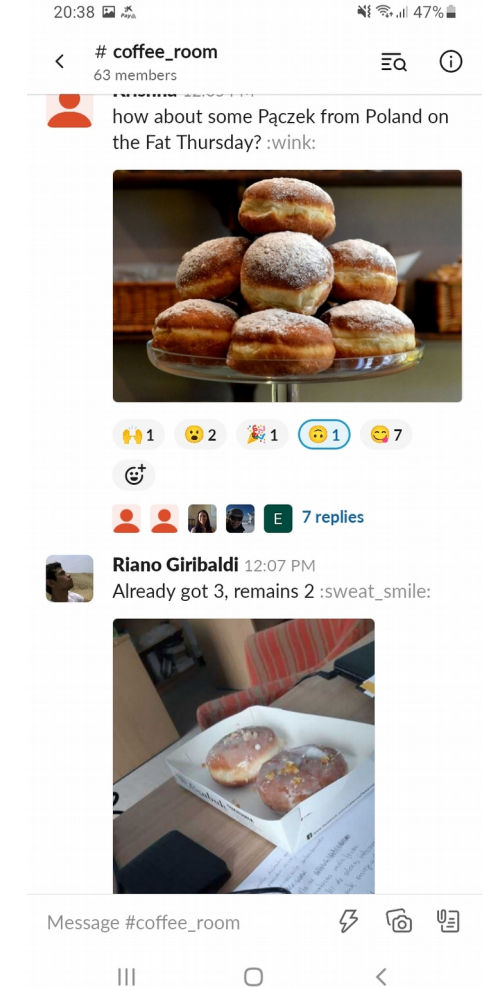 20:38 47%
# coffee_room
63 members
how about some Pączek from Poland on
the Fat Thursday? :wink:
1 2 1 1 7
E 7 replies
Riano Giribaldi 12:07 PM
Already got 3, remains 2 :sweat_smile:
Message #coffee_room